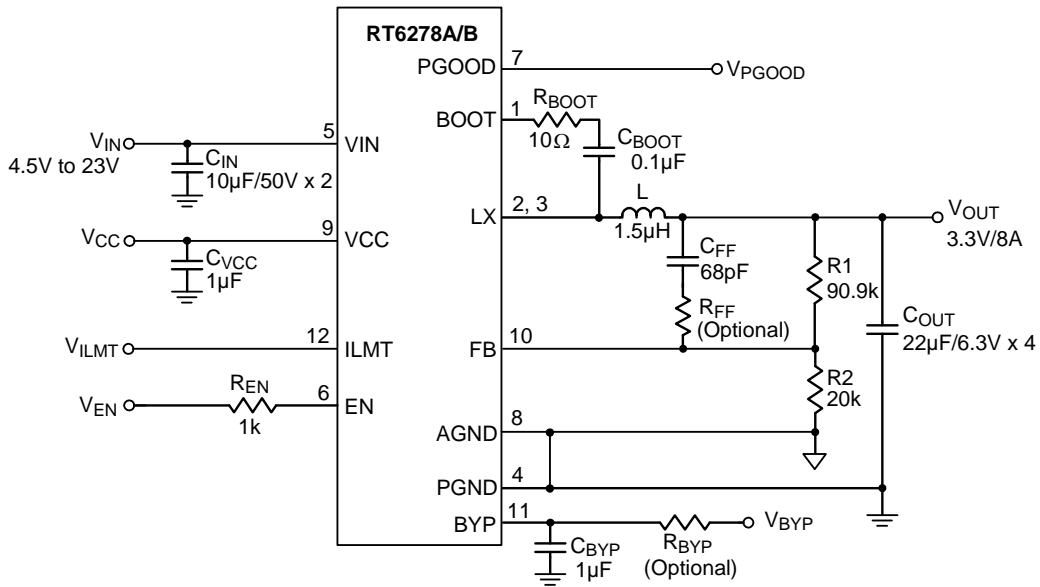 RT6278A/B
PGOOD
7
VPGOOD
BOOT
1
RBOOT
10Ω
CBOOT
0.1µF
VIN
4.5V to 23V
5
VIN
CIN
10µF/50V x 2
LX
2, 3
L
1.5µH
VOUT
3.3V/8A
VCC
9
VCC
CVCC
1µF
CFF
68pF
RFF
(Optional)
R1
90.9k
COUT
22µF/6.3V x 4
VILMT
12
ILMT
FB
10
R2
20k
VEN
REN
1k
6
EN
AGND
8
PGND
4
BYP
11
CBYP
1µF
RBYP
(Optional)
VBYP